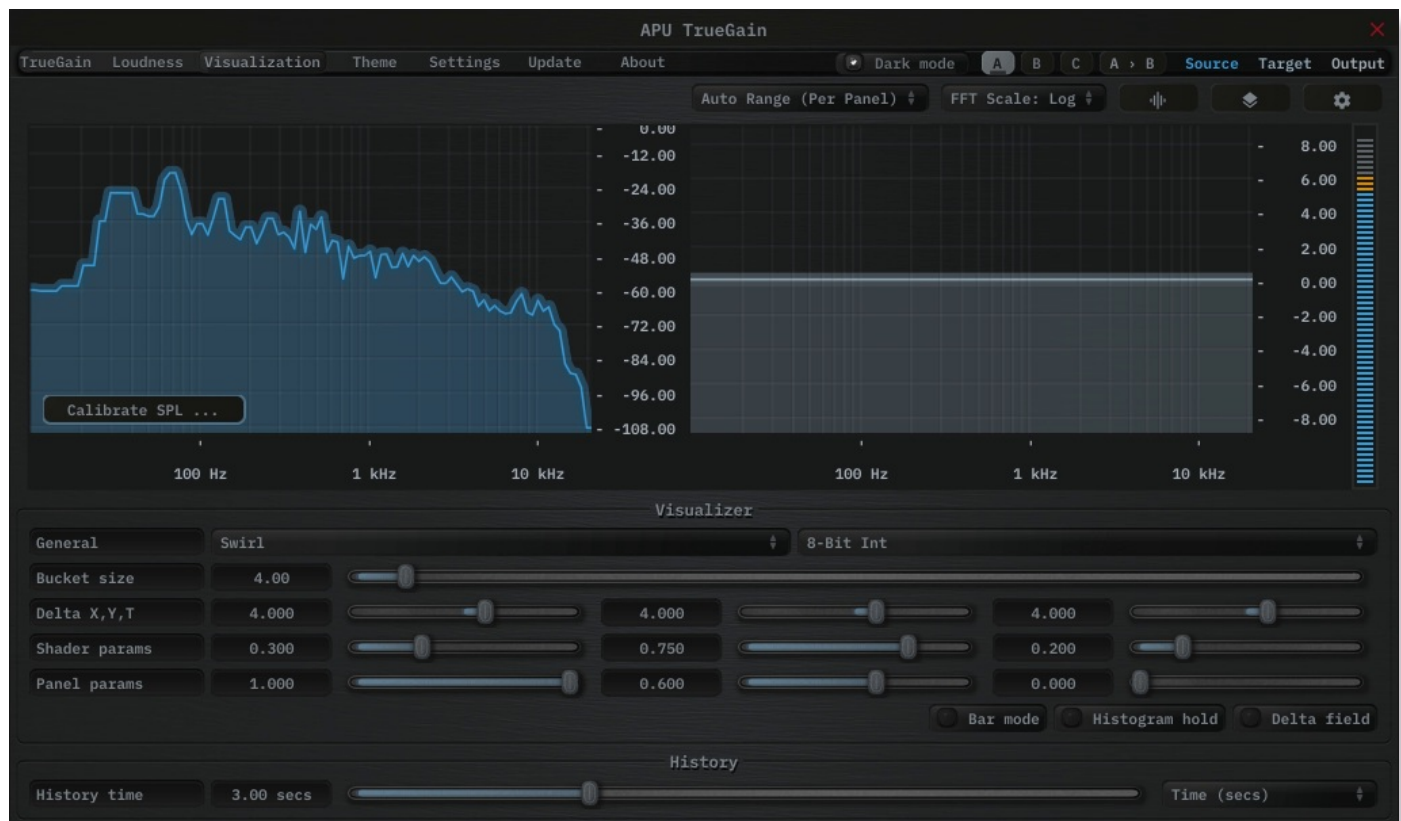 APU TrueGain
TrueGain Loudness Visualization Theme Settings Update About Dark mode A B C A › B Source Target Output
Auto Range (Per Panel) FFT Scale: Log
0.00
-12.00
-24.00
-36.00
-48.00
-60.00
-72.00
-84.00
-96.00
-108.00
Calibrate SPL ...
100 Hz 1 kHz 10 kHz
8.00
6.00
4.00
2.00
0.00
-2.00
-4.00
-6.00
-8.00
100 Hz 1 kHz 10 kHz
Visualizer
General Swirl 8-Bit Int
Bucket size 4.00
Delta X,Y,T 4.000 4.000 4.000
Shader params 0.300 0.750 0.200
Panel params 1.000 0.600 0.000
Bar mode Histogram hold Delta field
History
History time 3.00 secs Time (secs)